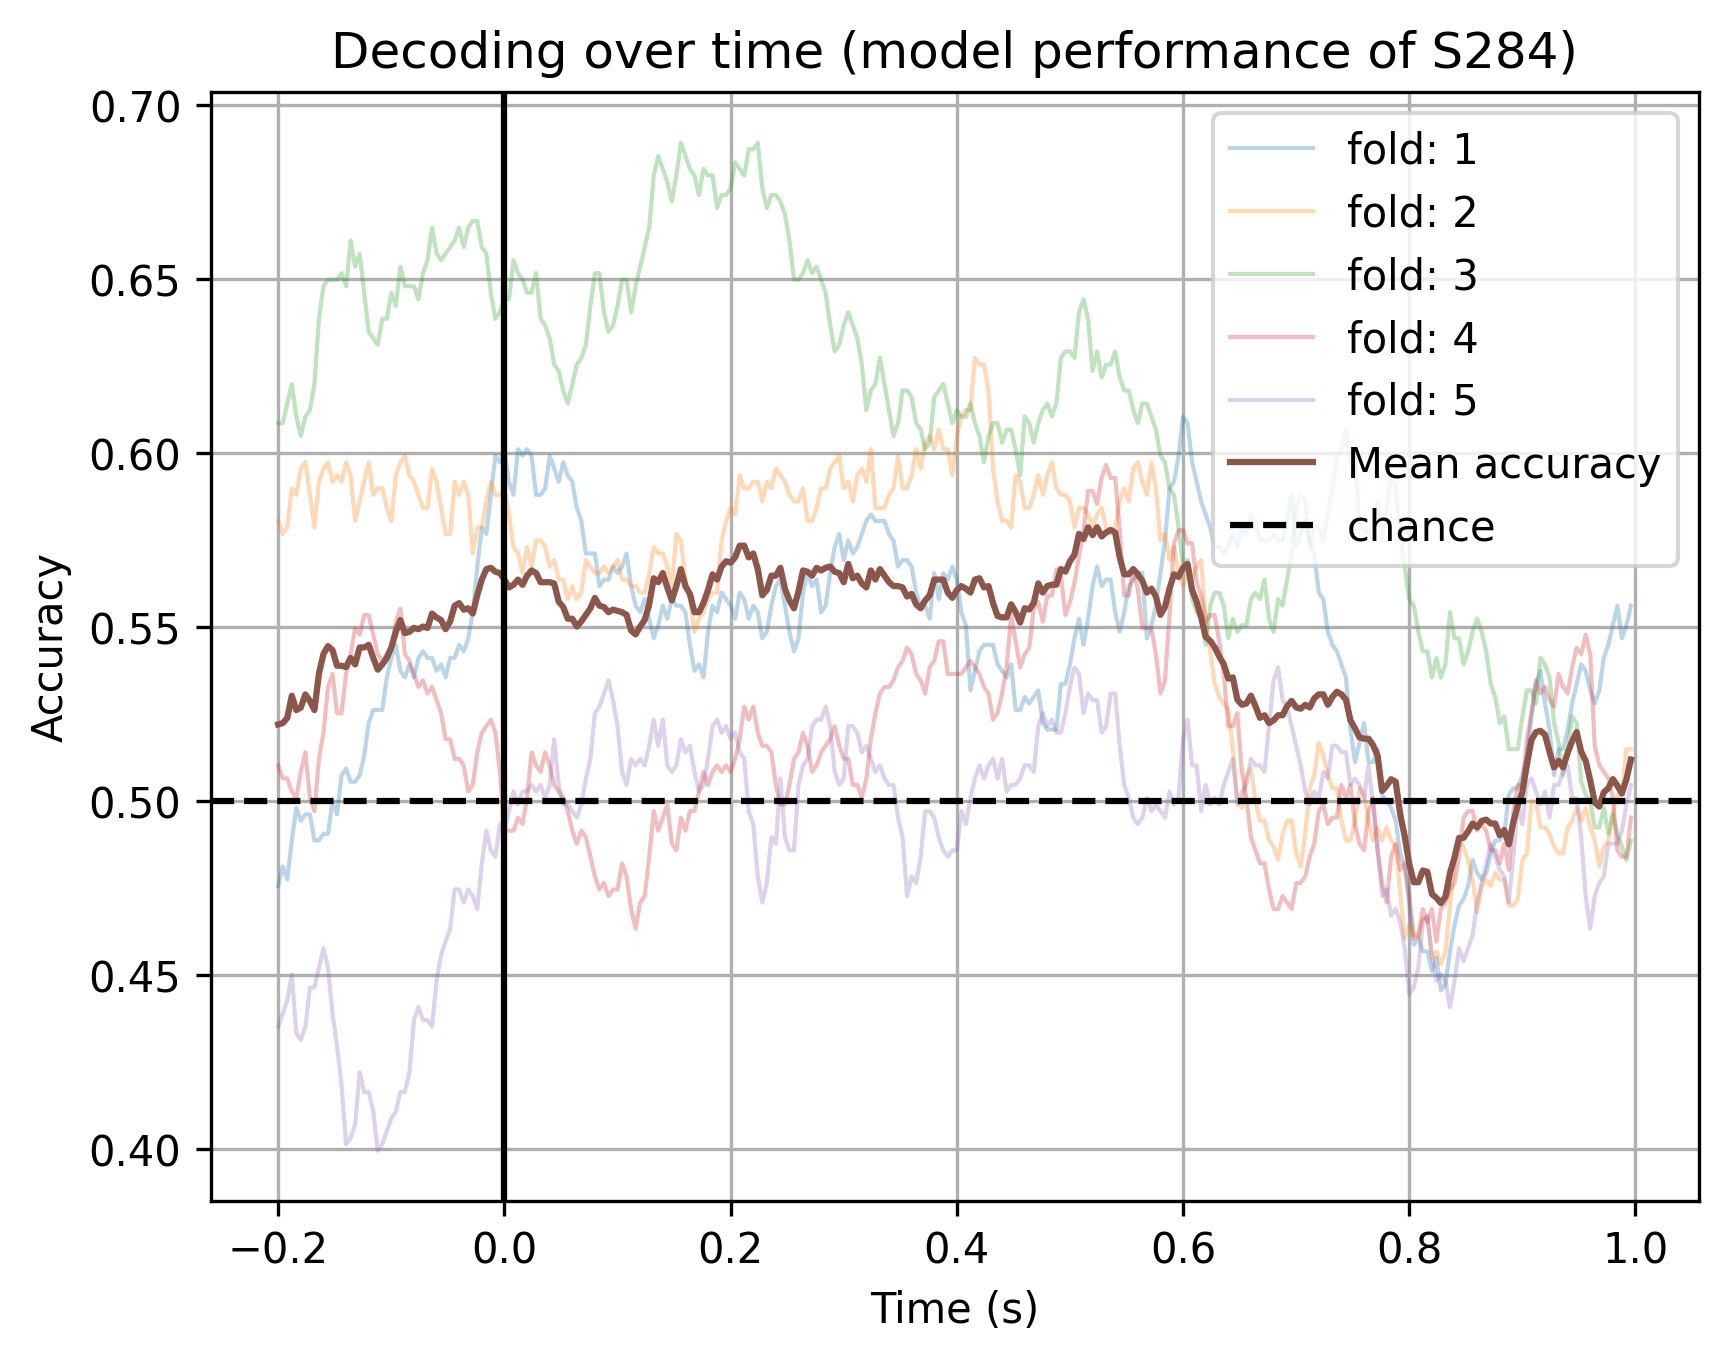 Decoding over time (model performance of S284)
0.70
0.65
0.60
0.55
0.50
0.45
0.40
Accuracy
fold: 1
fold: 2
fold: 3
fold: 4
fold: 5
Mean accuracy
chance
−0.2 0.0 0.2 0.4 0.6 0.8 1.0
Time (s)